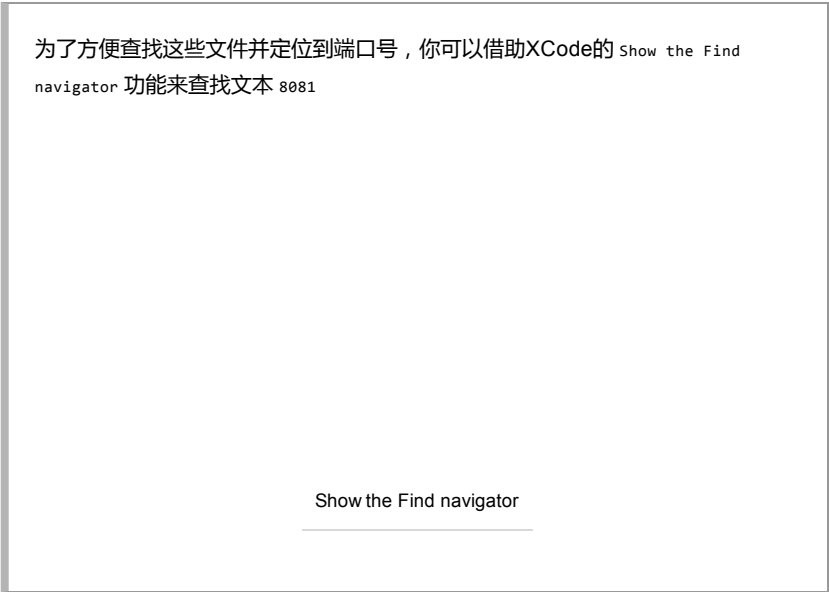 为了方便查找这些文件并定位到端口号，你可以借助XCode的 Show the Find
navigator 功能来查找文本 8081
Show the Find navigator